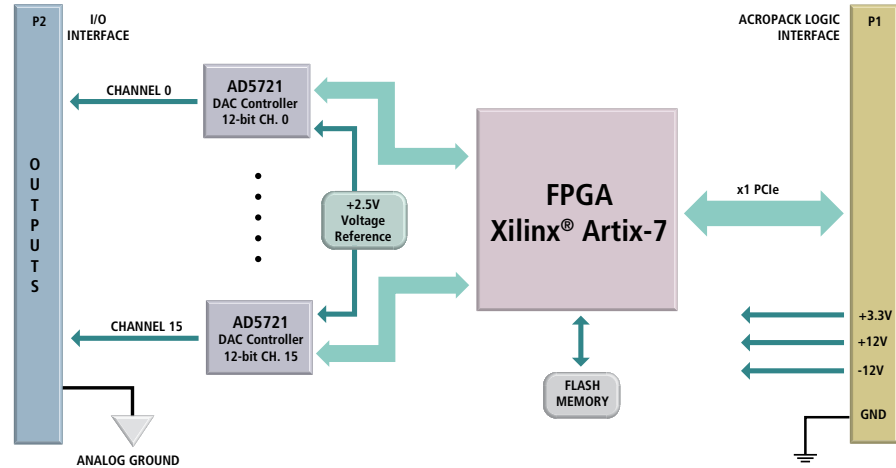 P2
I/O
INTERFACE
ACROPACK LOGIC
INTERFACE
P1
CHANNEL 0
AD5721
DAC Controller
12-bit CH. 0
OUTPUTS
+2.5V
Voltage
Reference
FPGA
Xilinx® Artix-7
x1 PCIe
CHANNEL 15
AD5721
DAC Controller
12-bit CH. 15
+3.3V
+12V
-12V
FLASH
MEMORY
GND
ANALOG GROUND